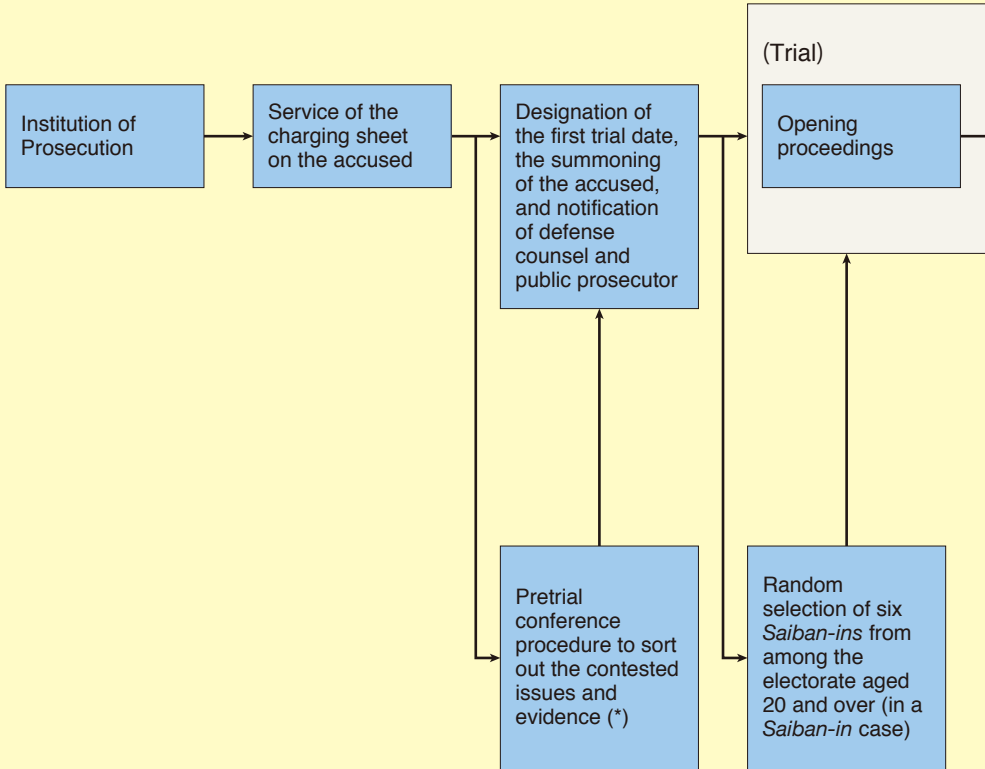 (Trial)
Institution of
Prosecution
Service of the
charging sheet
on the accused
Designation of
the first trial date,
the summoning
of the accused,
and notification
of defense
counsel and
public prosecutor
Opening
proceedings
Pretrial
conference
procedure to sort
out the contested
issues and
evidence (*)
Random
selection of six
Saiban-ins from
among the
electorate aged
20 and over (in a
Saiban-in case)